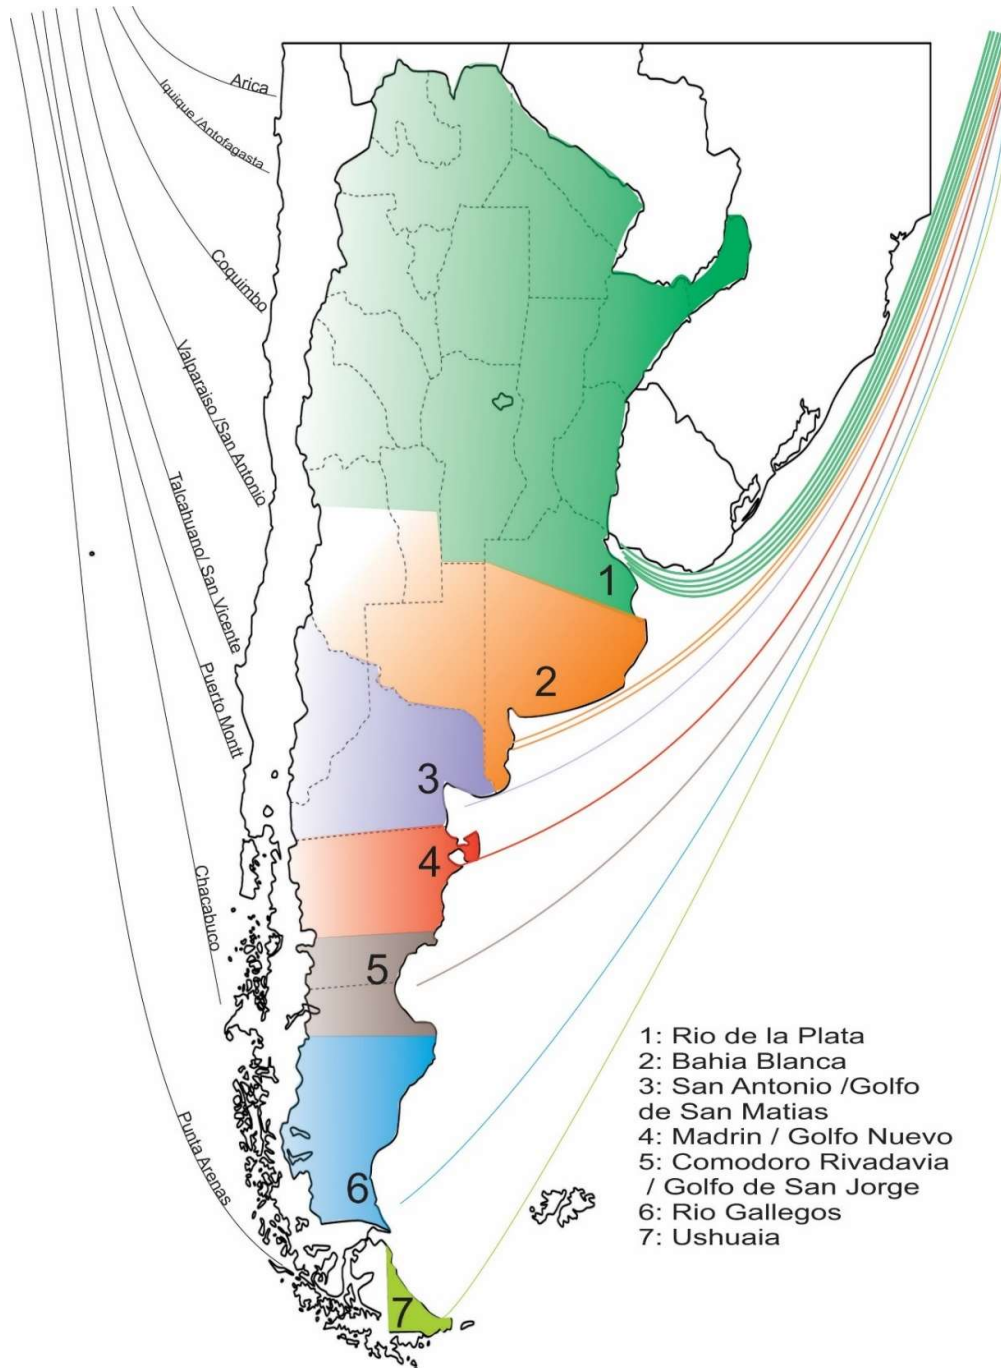 Arica
Iquique /Antofagasta
Coquimbo
Valparaiso /San Antonio
Talcahuano/ San Vicente
Puerto Montt
Chacabuco
Punta Arenas
1
2
3
4
5
6
7
1: Rio de la Plata
2: Bahia Blanca
3: San Antonio /Golfo
de San Matias
4: Madrin / Golfo Nuevo
5: Comodoro Rivadavia
/ Golfo de San Jorge
6: Rio Gallegos
7: Ushuaia